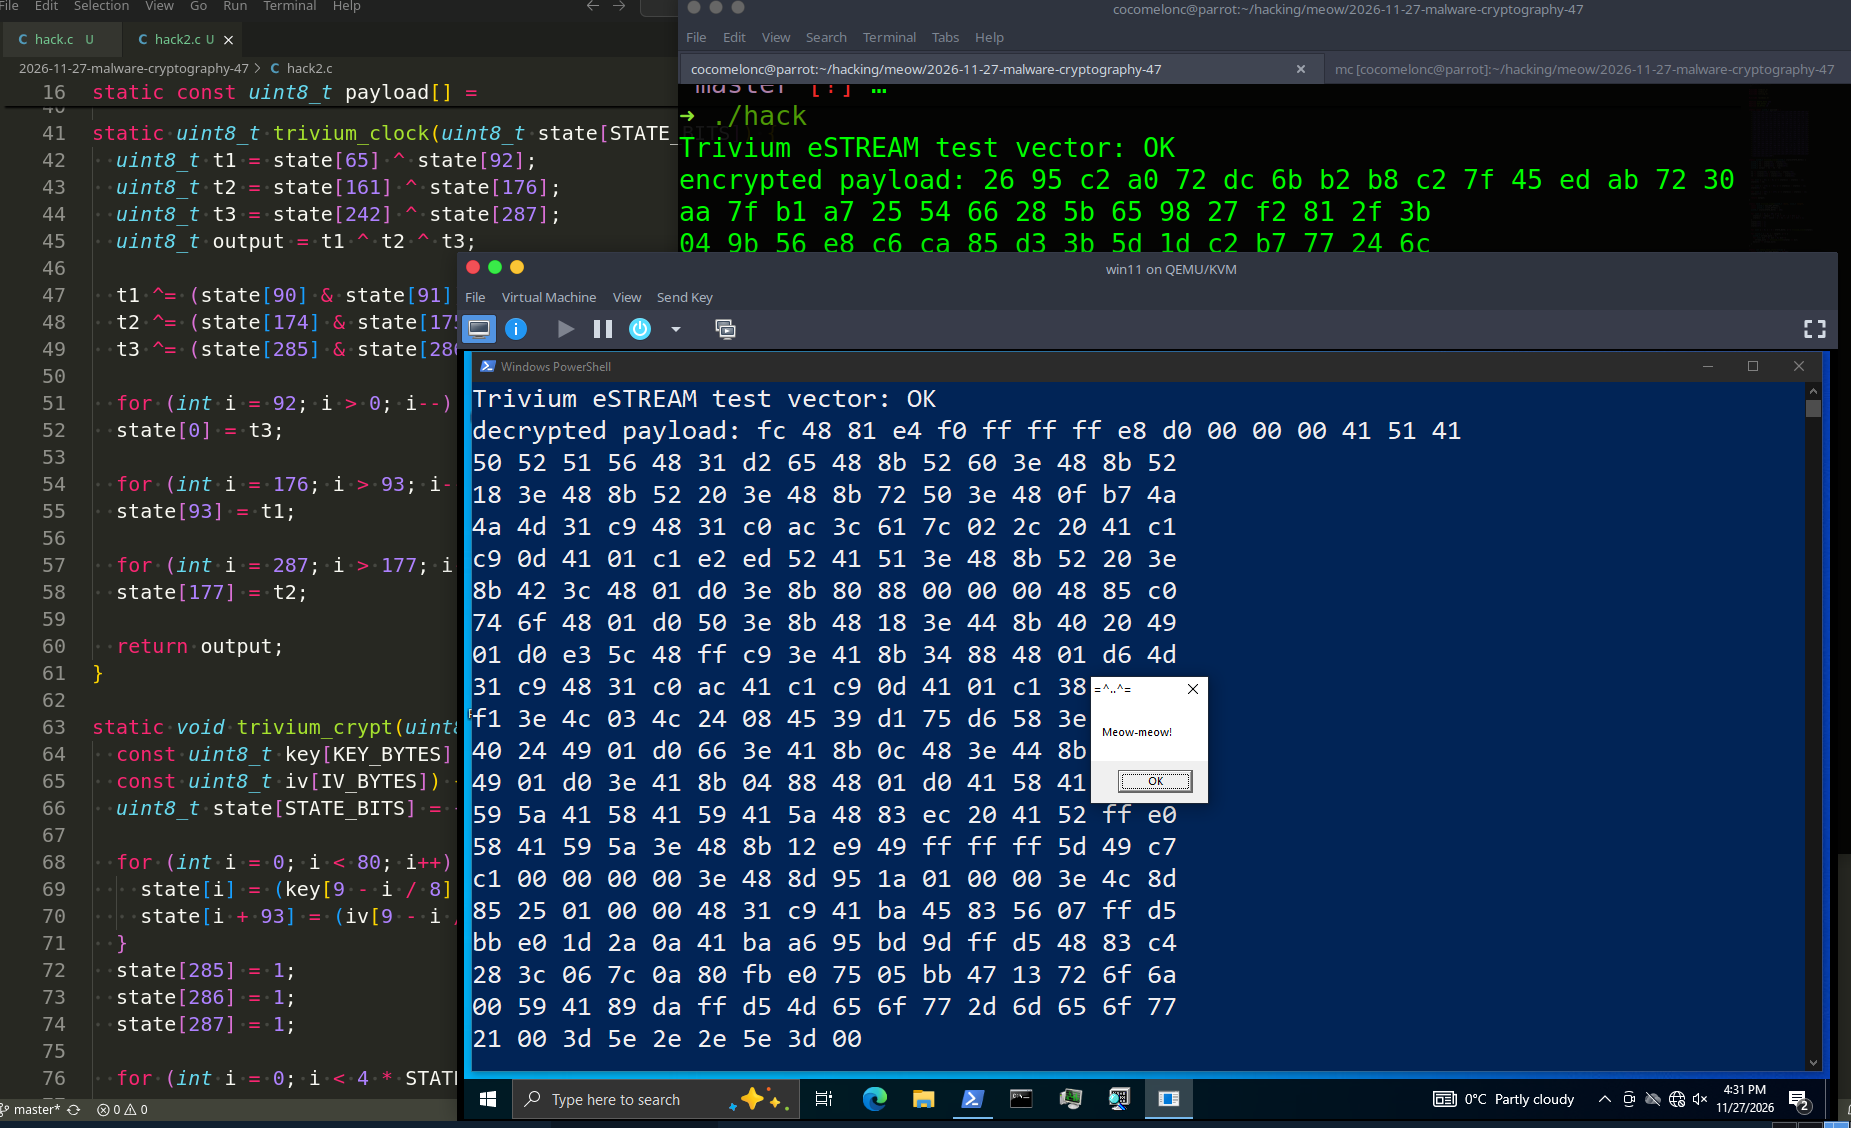 File Edit Selection View Go Run Terminal Help
C hack.c U
C hack2.c U
2026-11-27-malware-cryptography-47 > C hack2.c
16 static const uint8_t payload[] =
41 static uint8_t trivium_clock(uint8_t state[STATE_
42 uint8_t t1 = state[65] ^ state[92];
43 uint8_t t2 = state[161] ^ state[176];
44 uint8_t t3 = state[242] ^ state[287];
45 uint8_t output = t1 ^ t2 ^ t3;
46
47 t1 ^= (state[90] & state[91]
48 t2 ^= (state[174] & state[175
49 t3 ^= (state[285] & state[286
50
51 for (int i = 92; i > 0; i--)
52 state[0] = t3;
53
54 for (int i = 176; i > 93; i-
55 state[93] = t1;
56
57 for (int i = 287; i > 177; i
58 state[177] = t2;
59
60 return output;
61 }
62
63 static void trivium_crypt(uint8
64 const uint8_t key[KEY_BYTES]
65 const uint8_t iv[IV_BYTES])
66 uint8_t state[STATE_BITS] =
67
68 for (int i = 0; i < 80; i++)
69 state[i] = (key[9 - i / 8]
70 state[i + 93] = (iv[9 - i /
71 }
72 state[285] = 1;
73 state[286] = 1;
74 state[287] = 1;
75
76 for (int i = 0; i < 4 * STAT
master* 0 0
cocomelonc@parrot:~/hacking/meow/2026-11-27-malware-cryptography-47
File Edit View Search Terminal Tabs Help
cocomelonc@parrot:~/hacking/meow/2026-11-27-malware-cryptography-47
mc [cocomelonc@parrot]:~/hacking/meow/2026-11-27-malware-cryptography-47
master [!] …
→ ./hack
Trivium eSTREAM test vector: OK
encrypted payload: 26 95 c2 a0 72 dc 6b b2 b8 c2 7f 45 ed ab 72 30
aa 7f b1 a7 25 54 66 28 5b 65 98 27 f2 81 2f 3b
04 9b 56 e8 c6 ca 85 d3 3b 5d 1d c2 b7 77 24 6c
win11 on QEMU/KVM
File Virtual Machine View Send Key
Windows PowerShell
Trivium eSTREAM test vector: OK
decrypted payload: fc 48 81 e4 f0 ff ff ff e8 d0 00 00 00 41 51 41
50 52 51 56 48 31 d2 65 48 8b 52 60 3e 48 8b 52
18 3e 48 8b 52 20 3e 48 8b 72 50 3e 48 0f b7 4a
4a 4d 31 c9 48 31 c0 ac 3c 61 7c 02 2c 20 41 c1
c9 0d 41 01 c1 e2 ed 52 41 51 3e 48 8b 52 20 3e
8b 42 3c 48 01 d0 3e 8b 80 88 00 00 00 48 85 c0
74 6f 48 01 d0 50 3e 8b 48 18 3e 44 8b 40 20 49
01 d0 e3 5c 48 ff c9 3e 41 8b 34 88 48 01 d6 4d
31 c9 48 31 c0 ac 41 c1 c9 0d 41 01 c1 38
f1 3e 4c 03 4c 24 08 45 39 d1 75 d6 58 3e
40 24 49 01 d0 66 3e 41 8b 0c 48 3e 44 8b
49 01 d0 3e 41 8b 04 88 48 01 d0 41 58 41
59 5a 41 58 41 59 41 5a 48 83 ec 20 41 52 ff e0
58 41 59 5a 3e 48 8b 12 e9 49 ff ff ff 5d 49 c7
c1 00 00 00 00 3e 48 8d 95 1a 01 00 00 3e 4c 8d
85 25 01 00 00 48 31 c9 41 ba 45 83 56 07 ff d5
bb e0 1d 2a 0a 41 ba a6 95 bd 9d ff d5 48 83 c4
28 3c 06 7c 0a 80 fb e0 75 05 bb 47 13 72 6f 6a
00 59 41 89 da ff d5 4d 65 6f 77 2d 6d 65 6f 77
21 00 3d 5e 2e 2e 5e 3d 00
=^..^=
Meow-meow!
OK
Type here to search
0°C Partly cloudy
4:31 PM
11/27/2026
2